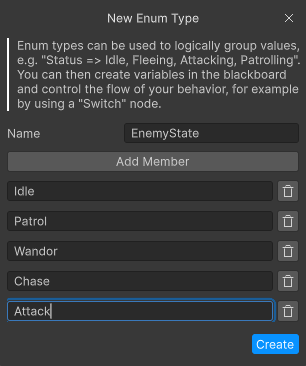 New Enum Type
Enum types can be used to logically group values,
e.g. "Status => Idle, Fleeing, Attacking, Patrolling".
You can then create variables in the blackboard
and control the flow of your behavior, for example
by using a "Switch" node.
Name EnemyState
Add Member
Idle
Patrol
Wandor
Chase
Attack
Create